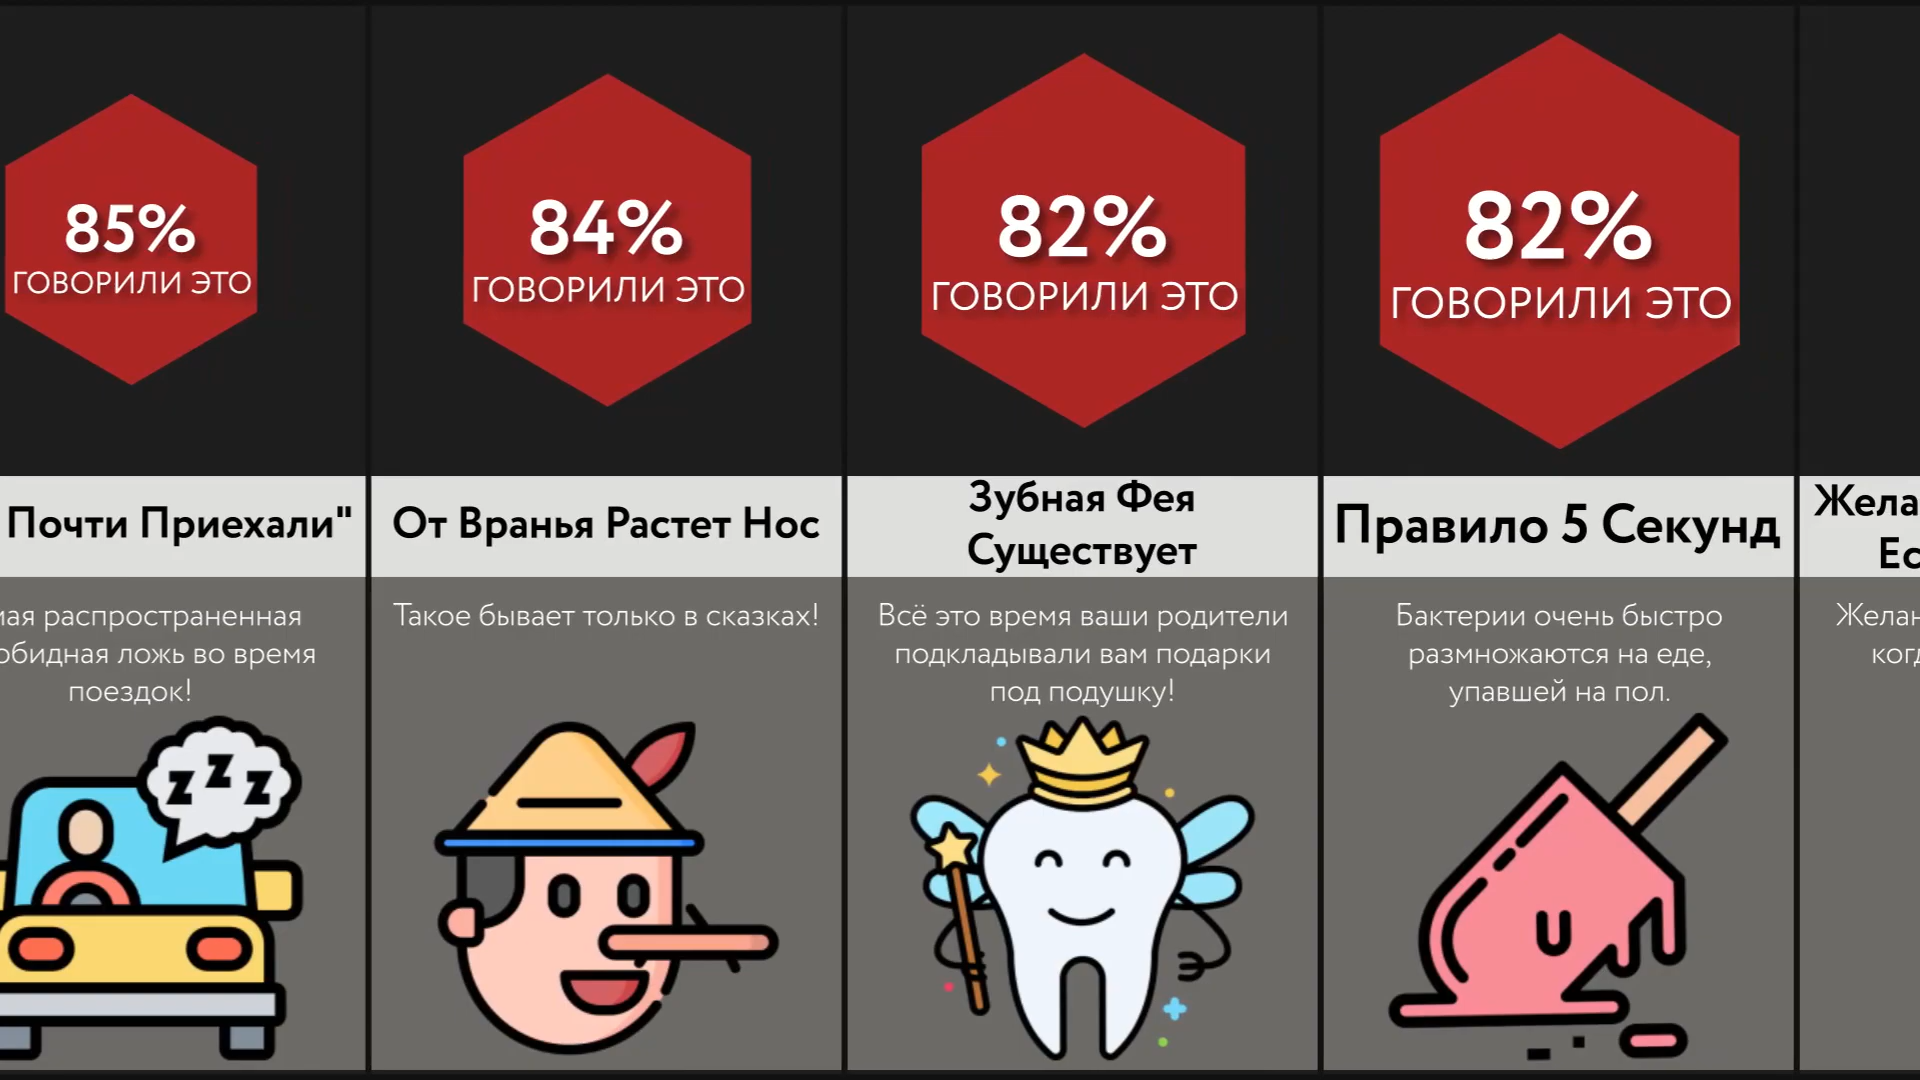 85%
ГОВОРИЛИ ЭТО
Почти Приехали"
распространенная
ложь во время
поездок!
84%
ГОВОРИЛИ ЭТО
От Вранья Растет Нос
Такое бывает только в сказках!
82%
ГОВОРИЛИ ЭТО
Зубная Фея
Существует
Всё это время ваши родители
подкладывали вам подарки
под подушку!
82%
ГОВОРИЛИ ЭТО
Правило 5 Секунд
Бактерии очень быстро
размножаются на еде,
упавшей на пол.
z z z